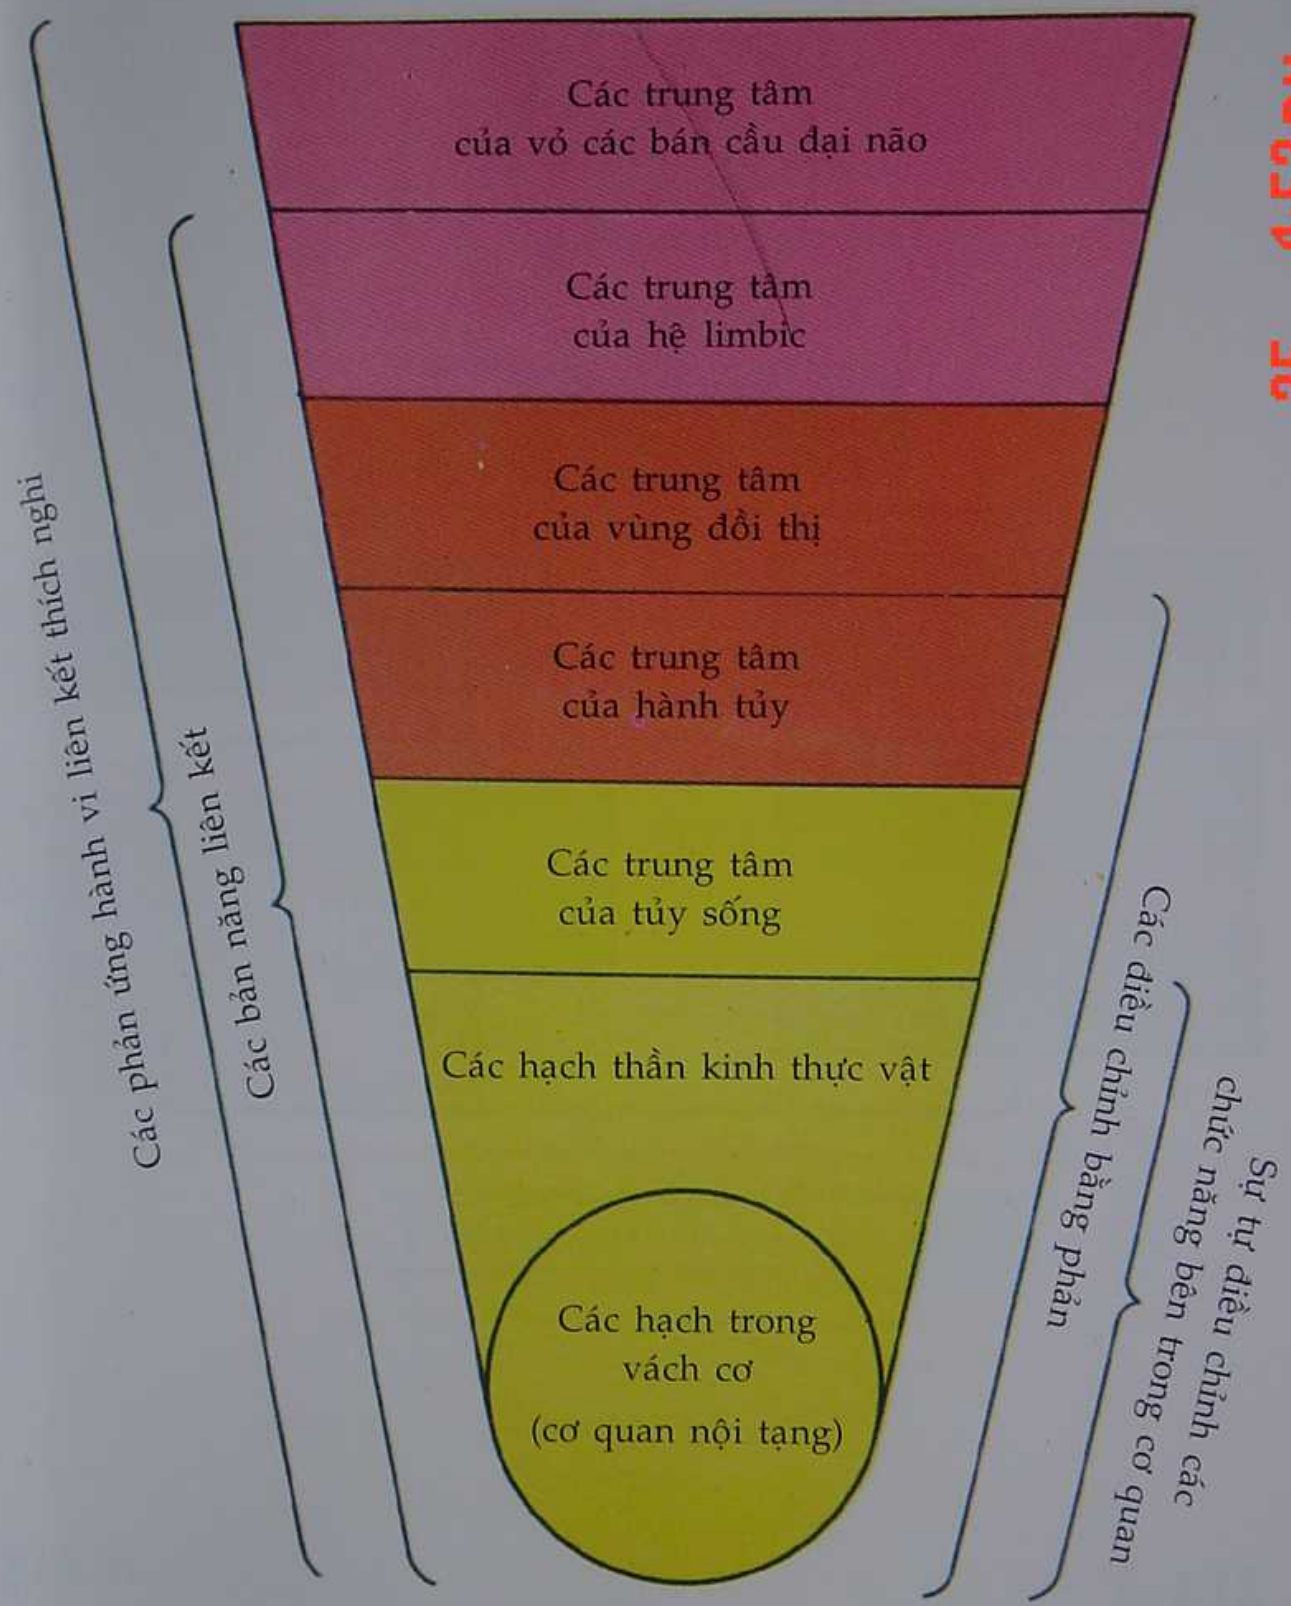 Các trung tâm
của vỏ các bán cầu đại não
Các trung tâm
của hệ limbic
Các trung tâm
của vùng đồi thị
Các trung tâm
của hành tủy
Các trung tâm
của tủy sống
Các hạch thần kinh thực vật
Các hạch trong
vách cơ
(cơ quan nội tạng)
Các phản ứng hành vi liên kết thích nghi
Các bản năng liên kết
Các điều chỉnh bằng phản
Sự tự điều chỉnh các
chức năng bên trong cơ quan